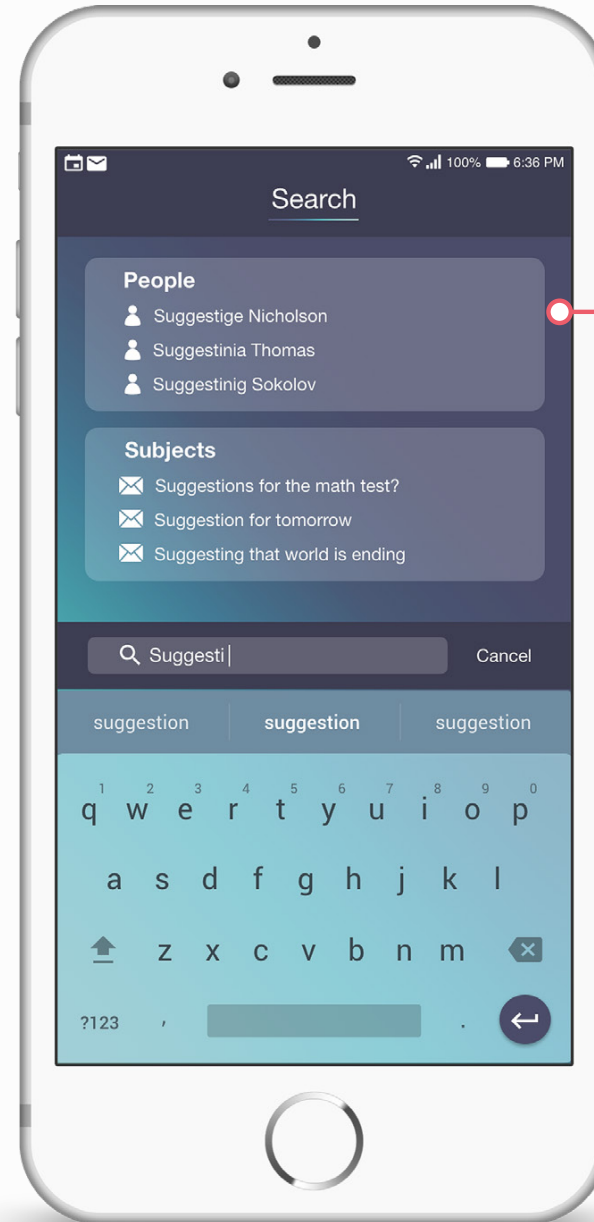 100% 6:36 PM
Search
People
Suggestige Nicholson
Suggestinia Thomas
Suggestinig Sokolov
Subjects
Suggestions for the math test?
Suggestion for tomorrow
Suggesting that world is ending
Suggesti Cancel
suggestion suggestion suggestion
1 2 3 4 5 6 7 8 9 0
q w e r t y u i o p
a s d f g h j k l
z x c v b n m
?123 , .